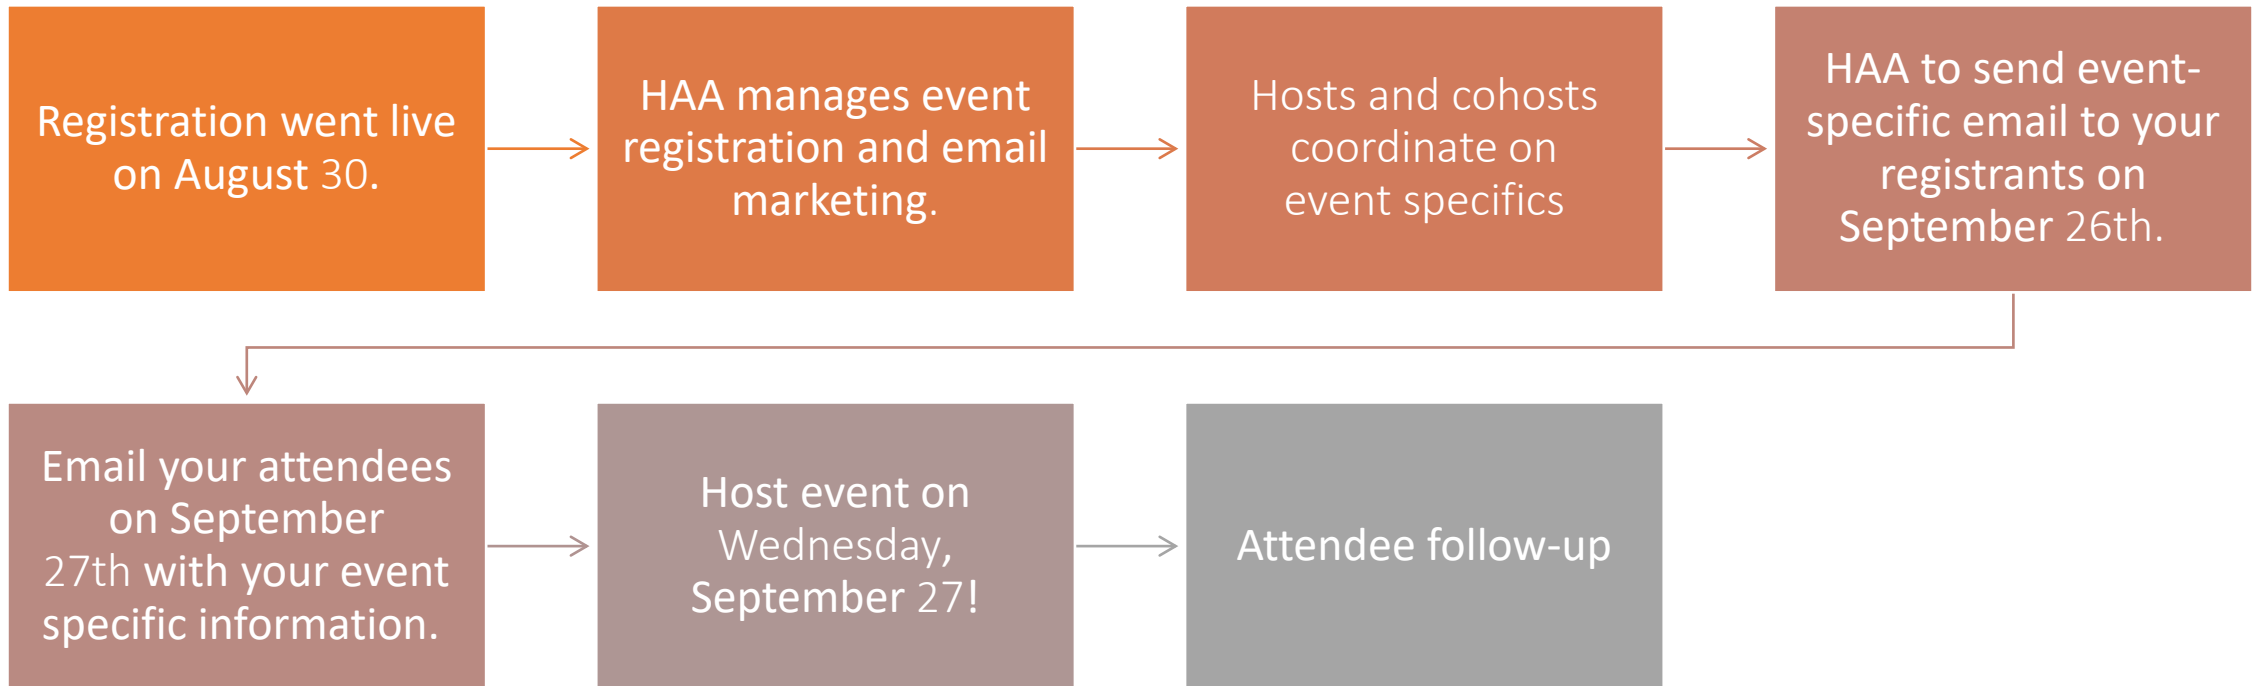 Registration went live
on August 30.
HAA manages event
registration and email
marketing.
Hosts and cohosts
coordinate on
event specifics
HAA to send event-
specific email to your
registrants on
September 26th.
Email your attendees
on September
27th with your event
specific information.
Host event on
Wednesday,
September 27!
Attendee follow-up